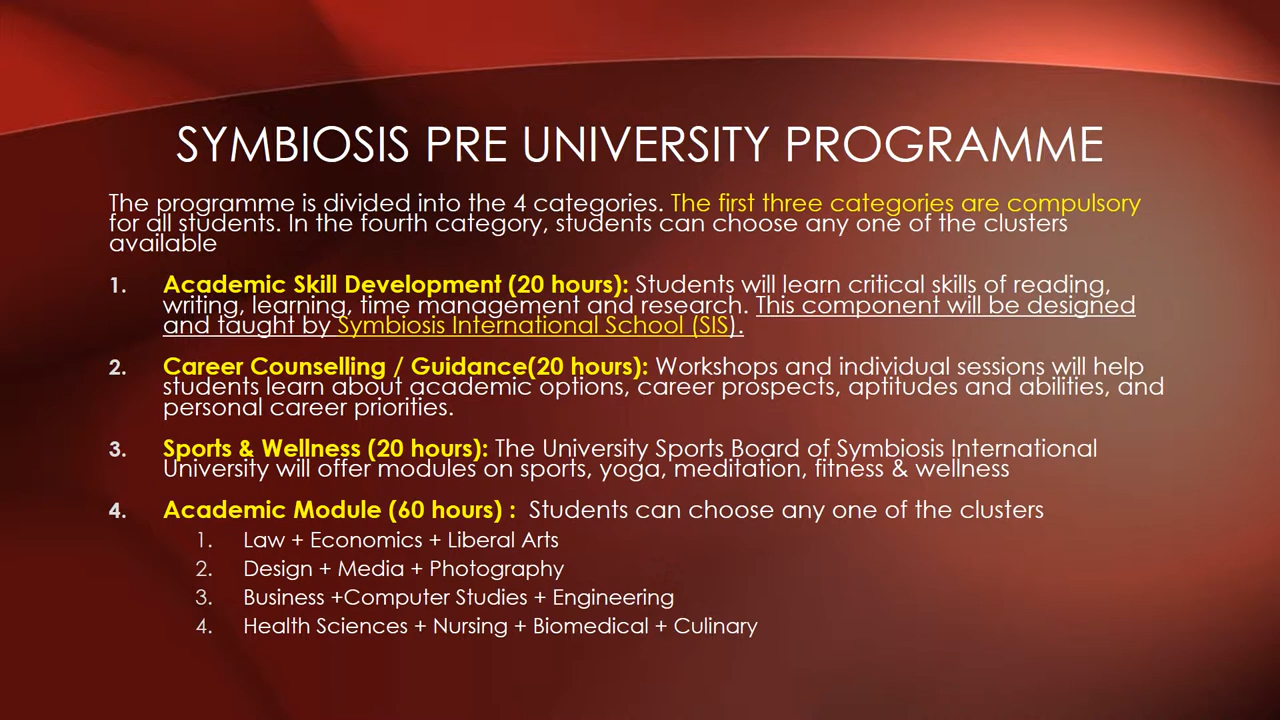 SYMBIOSIS PRE UNIVERSITY PROGRAMME
The programme is divided into the 4 categories. The first three categories are compulsory
for all students. In the fourth category, students can choose any one of the clusters
available
1. Academic Skill Development (20 hours): Students will learn critical skills of reading,
writing, learning, time management and research. This component will be designed
and taught by Symbiosis International School (SIS).
2. Career Counselling / Guidance(20 hours): Workshops and individual sessions will help
students learn about academic options, career prospects, aptitudes and abilities, and
personal career priorities.
3. Sports & Wellness (20 hours): The University Sports Board of Symbiosis International
University will offer modules on sports, yoga, meditation, fitness & wellness
4. Academic Module (60 hours) : Students can choose any one of the clusters
1. Law + Economics + Liberal Arts
2. Design + Media + Photography
3. Business +Computer Studies + Engineering
4. Health Sciences + Nursing + Biomedical + Culinary